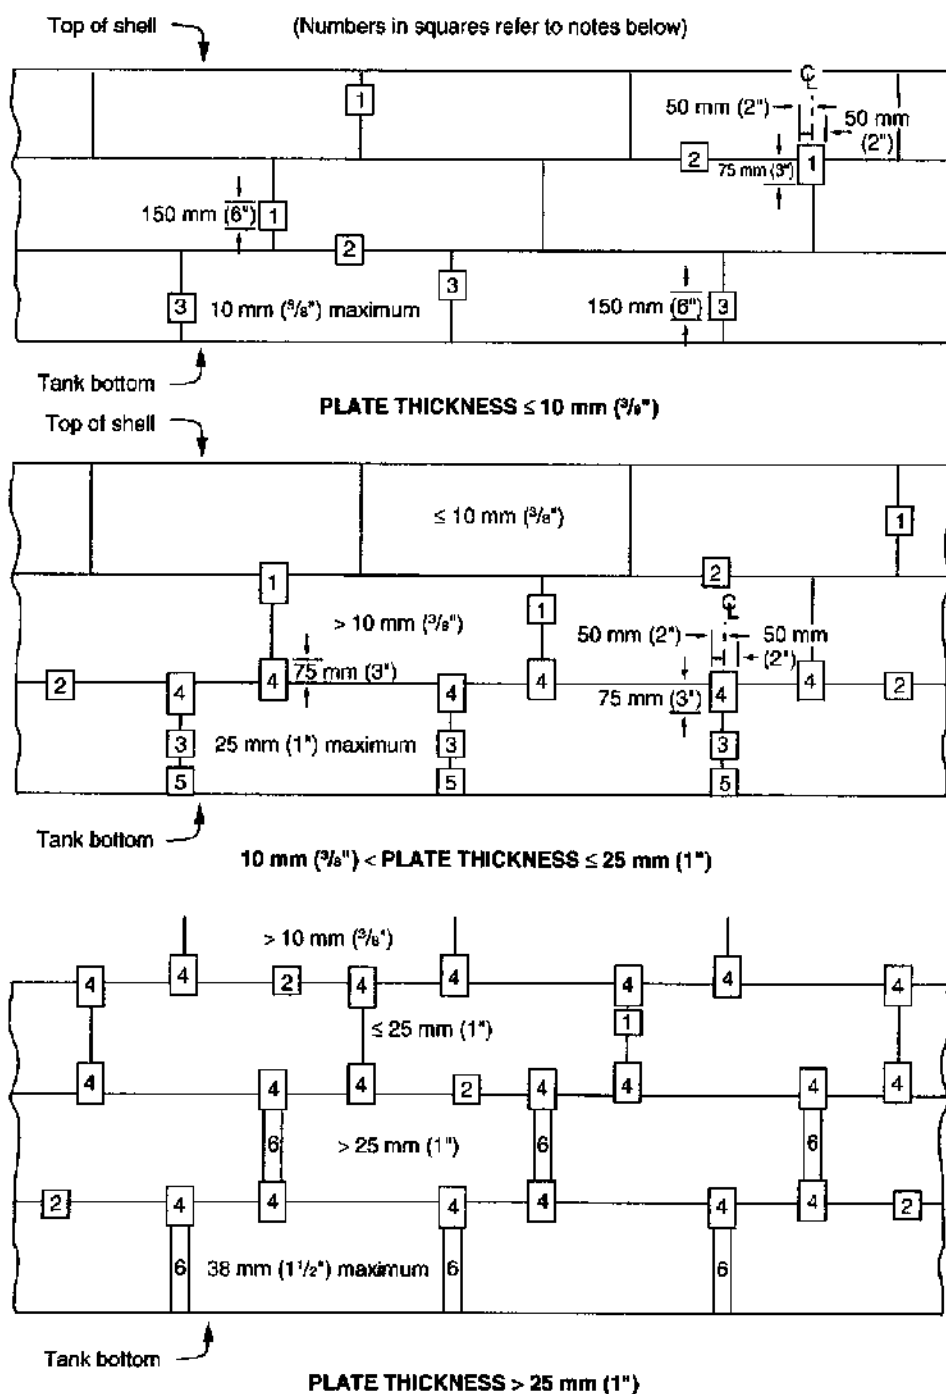 Top of shell
(Numbers in squares refer to notes below)
℄
1
50 mm (2")
50 mm
(2")
2
75 mm (3")
1
150 mm (6")
1
2
3
3
10 mm (3/8") maximum
150 mm (6")
3
Tank bottom
PLATE THICKNESS ≤ 10 mm (3/8")
Top of shell
≤ 10 mm (3/8")
1
1
2
1
℄
> 10 mm (3/8")
50 mm (2")
50 mm
(2")
2
4
4
75 mm (3")
4
4
75 mm (3")
4
4
2
3
25 mm (1") maximum
3
3
5
5
5
Tank bottom
10 mm (3/8") < PLATE THICKNESS ≤ 25 mm (1")
> 10 mm (3/8")
4
4
2
4
4
4
4
4
≤ 25 mm (1")
1
4
4
4
2
4
4
4
4
6
> 25 mm (1")
6
6
2
4
4
4
4
4
4
2
6
38 mm (1 1/2") maximum
6
6
Tank bottom
PLATE THICKNESS > 25 mm (1")